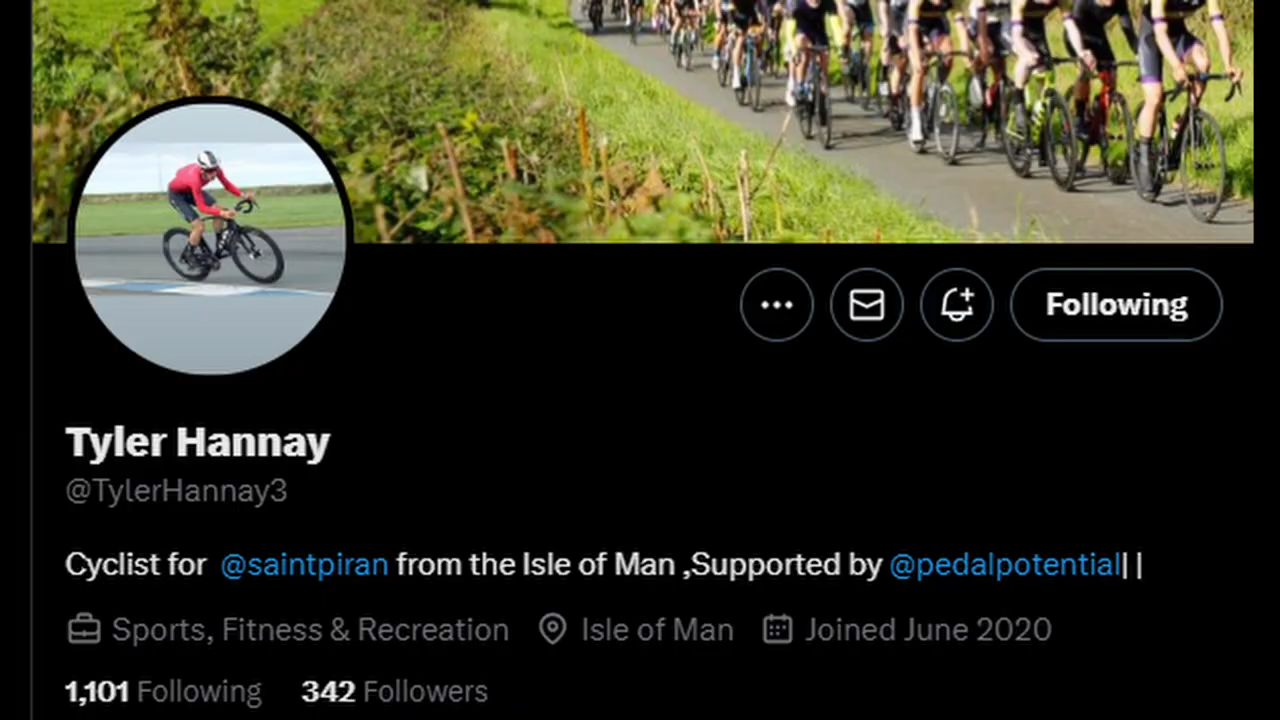 Following
Tyler Hannay
@TylerHannay3
Cyclist for @saintpiran from the Isle of Man ,Supported by @pedalpotential| |
Sports, Fitness & Recreation Isle of Man Joined June 2020
1,101 Following 342 Followers